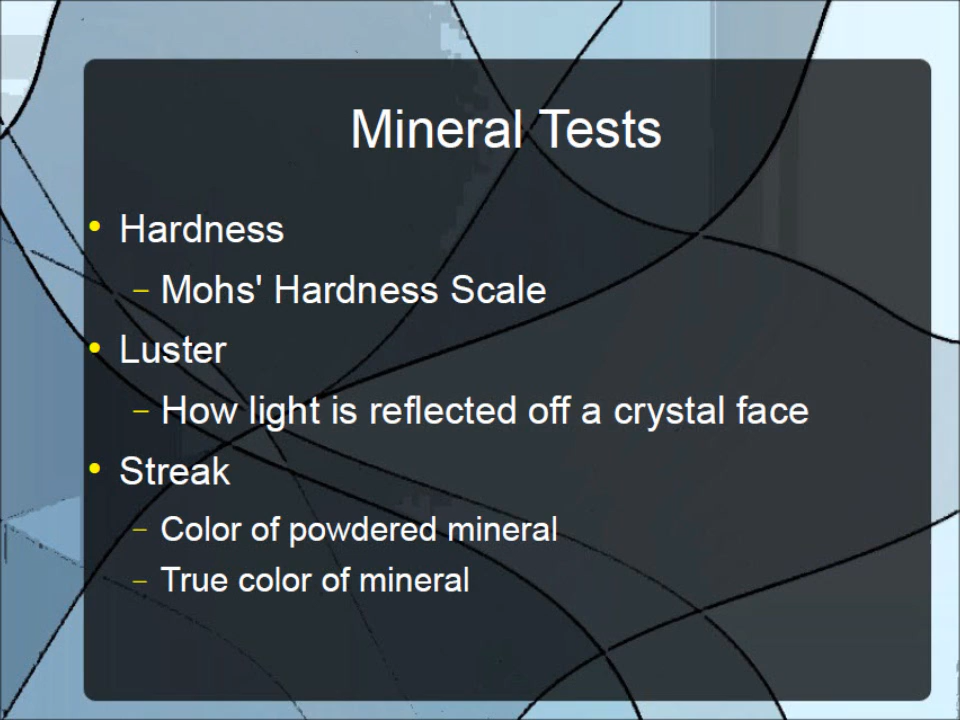 Mineral Tests
• Hardness
– Mohs' Hardness Scale
• Luster
– How light is reflected off a crystal face
• Streak
– Color of powdered mineral
– True color of mineral